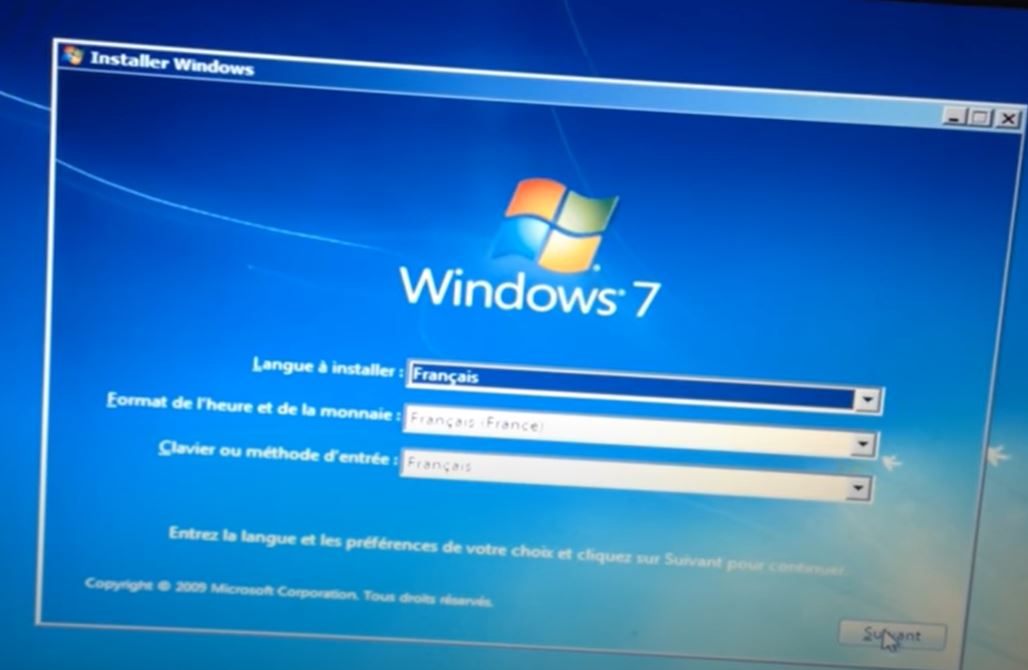 Installer Windows
Windows 7
Langue à installer : Français
Format de l'heure et de la monnaie : Français (France)
Clavier ou méthode d'entrée : Français
Entrez la langue et les préférences de votre choix et cliquez sur Suivant pour continuer.
Copyright © 2009 Microsoft Corporation. Tous droits réservés.
Suivant